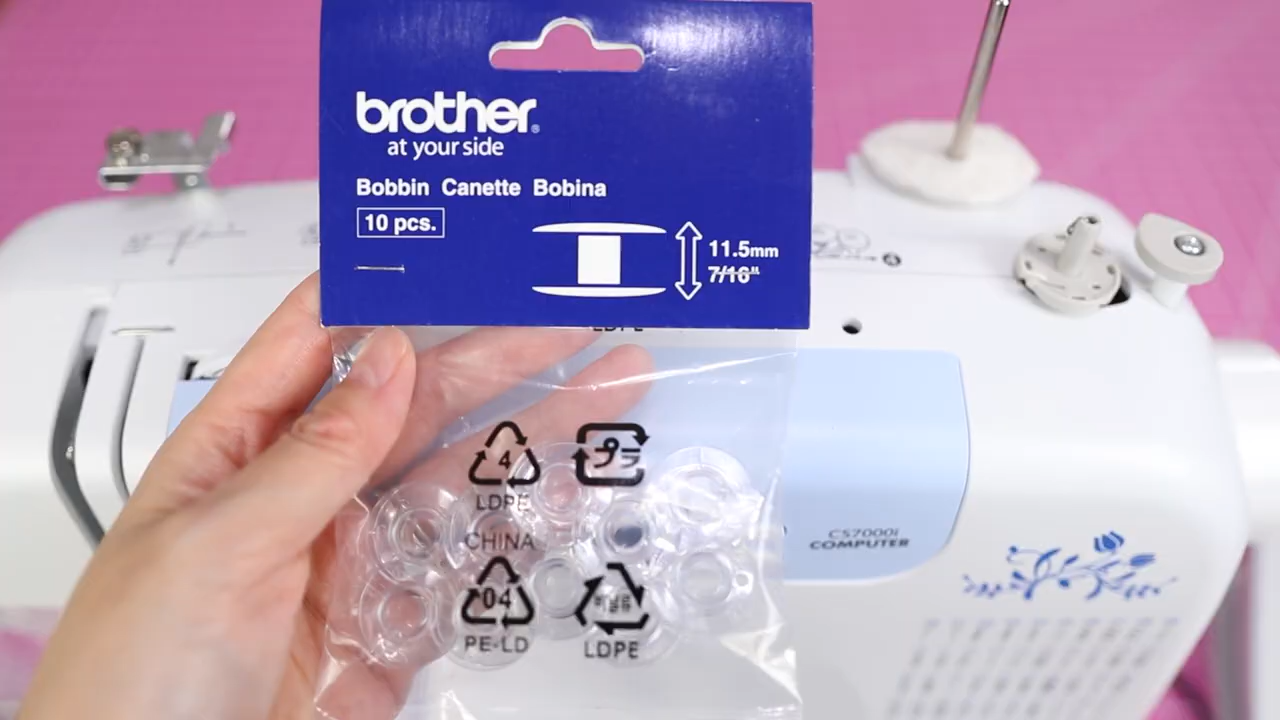 brother®
at your side
Bobbin Canette Bobina
10 pcs.
11.5mm
7/16"
LDPE
A
4
プラ
LDPE
CHINA
04
PE-LD
LDPE
CS7000i
COMPUTER